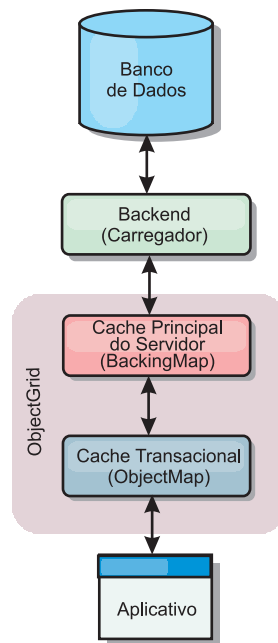 Banco
de Dados
Backend
(Carregador)
ObjectGrid
Cache Principal
do Servidor
(BackingMap)
Cache Transacional
(ObjectMap)
Aplicativo